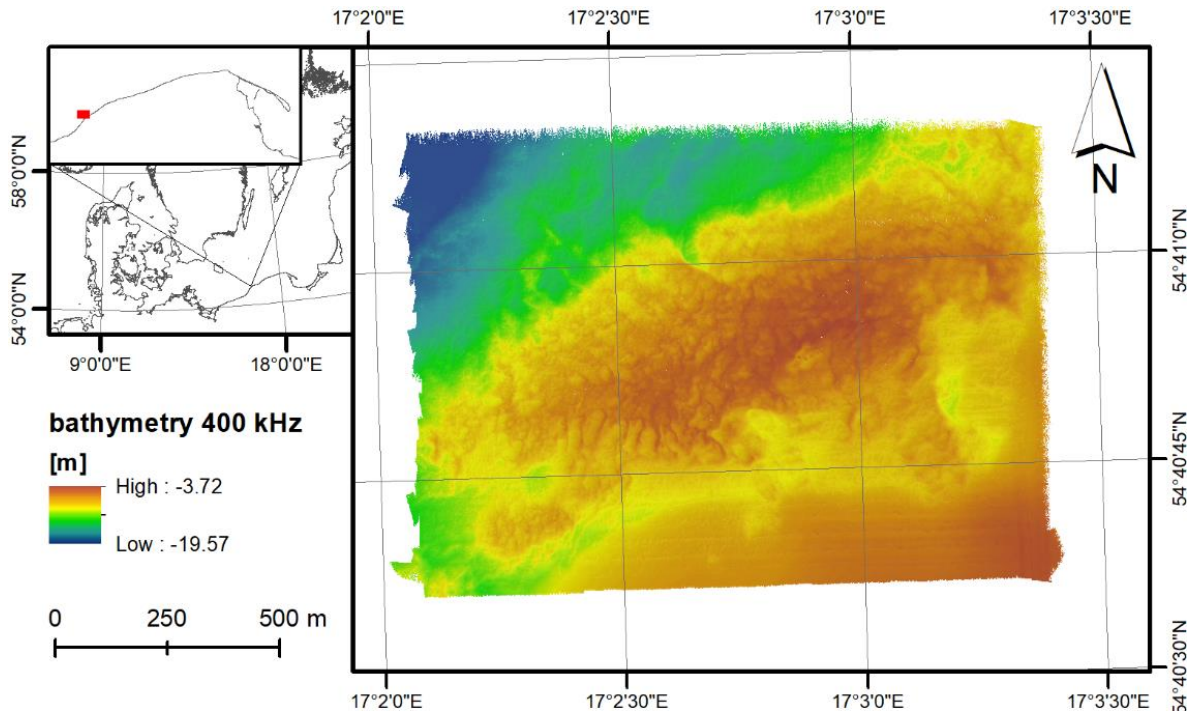 17°2'0"E 17°2'30"E 17°3'0"E 17°3'30"E
N
58°0'0"N
54°0'0"N
9°0'0"E 18°0'0"E
54°41'0"N
54°40'45"N
54°40'30"N
bathymetry 400 kHz
[m]
High : -3.72
Low : -19.57
0 250 500 m
17°2'0"E 17°2'30"E 17°3'0"E 17°3'30"E